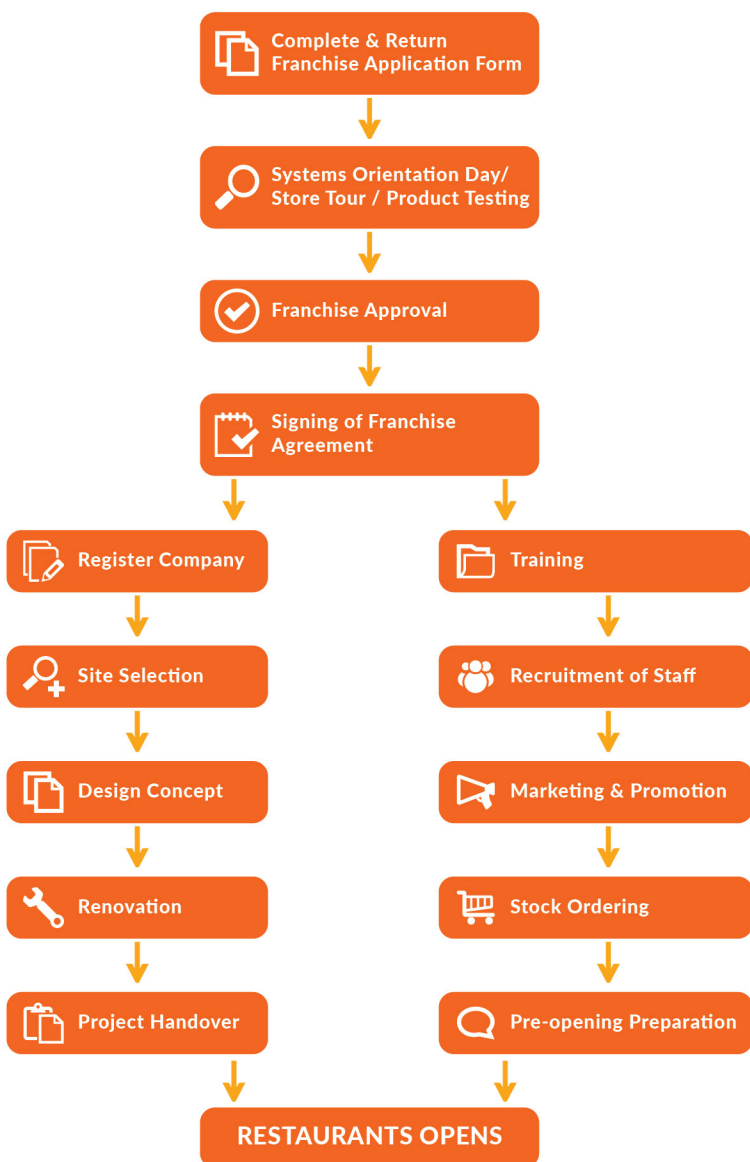 Complete & Return
Franchise Application Form
Systems Orientation Day/
Store Tour / Product Testing
Franchise Approval
Signing of Franchise
Agreement
Register Company
Training
Site Selection
Recruitment of Staff
Design Concept
Marketing & Promotion
Renovation
Stock Ordering
Project Handover
Pre-opening Preparation
RESTAURANTS OPENS